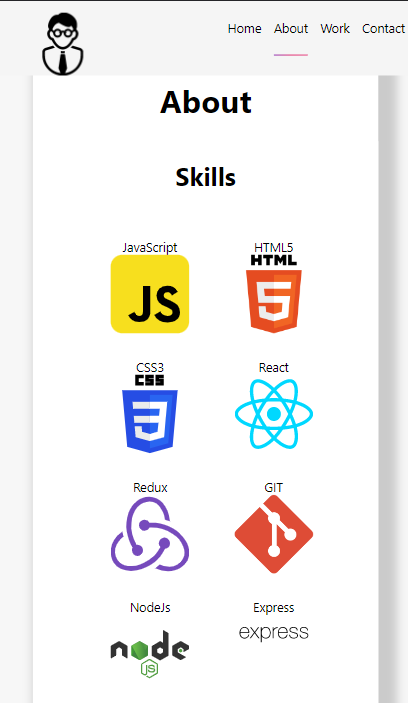 Home About Work Contact
About
Skills
JavaScript HTML5
JS HTML
5
CSS3 React
CSS
3
Redux GIT
NodeJs Express
node express
JS